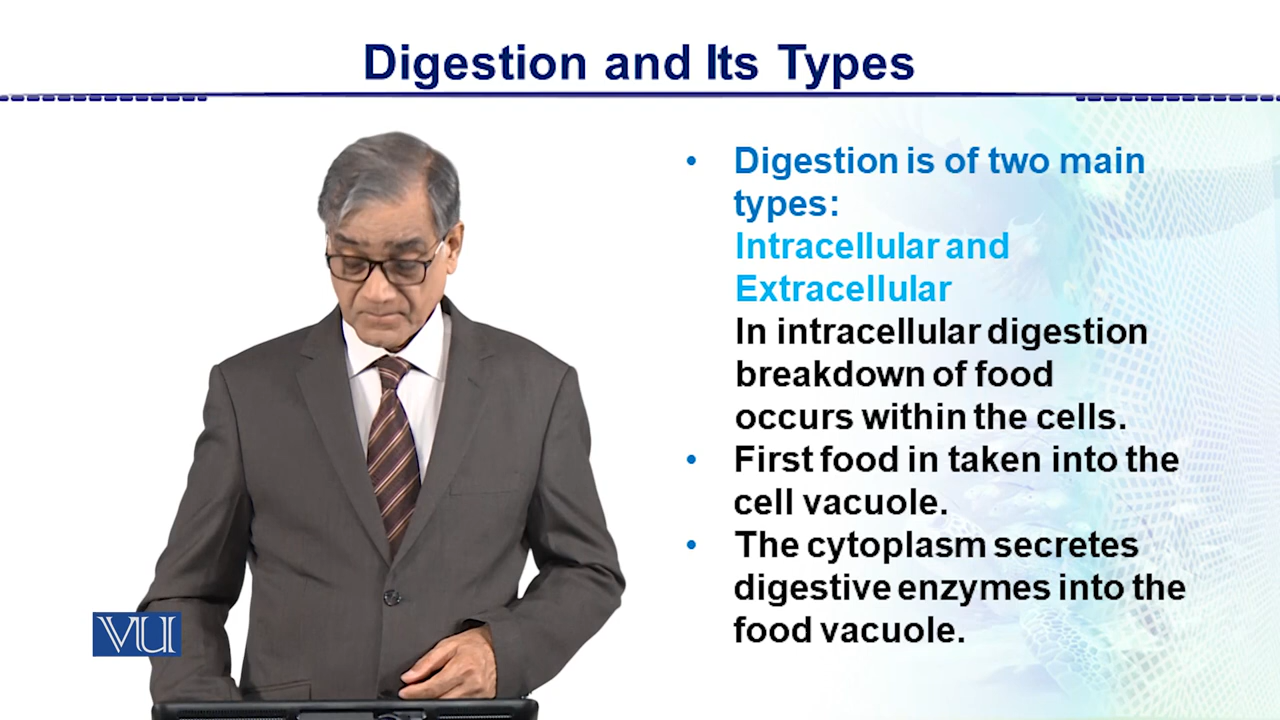 Digestion and Its Types
• Digestion is of two main
types:
Intracellular and
Extracellular
In intracellular digestion
breakdown of food
occurs within the cells.
• First food in taken into the
cell vacuole.
• The cytoplasm secretes
digestive enzymes into the
food vacuole.
VU